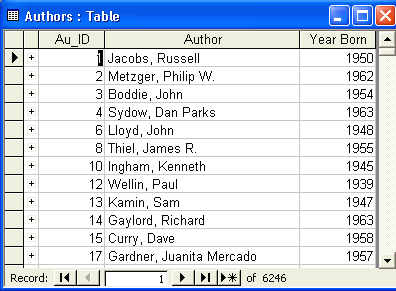 Authors : Table
Au_ID Author Year Born
1 Jacobs, Russell 1950
2 Metzger, Philip W. 1962
3 Boddie, John 1954
4 Sydow, Dan Parks 1963
6 Lloyd, John 1948
8 Thiel, James R. 1955
10 Ingham, Kenneth 1945
12 Wellin, Paul 1939
13 Kamin, Sam 1947
14 Gaylord, Richard 1963
15 Curry, Dave 1958
17 Gardner, Juanita Mercado 1957
Record: 1 of 6246